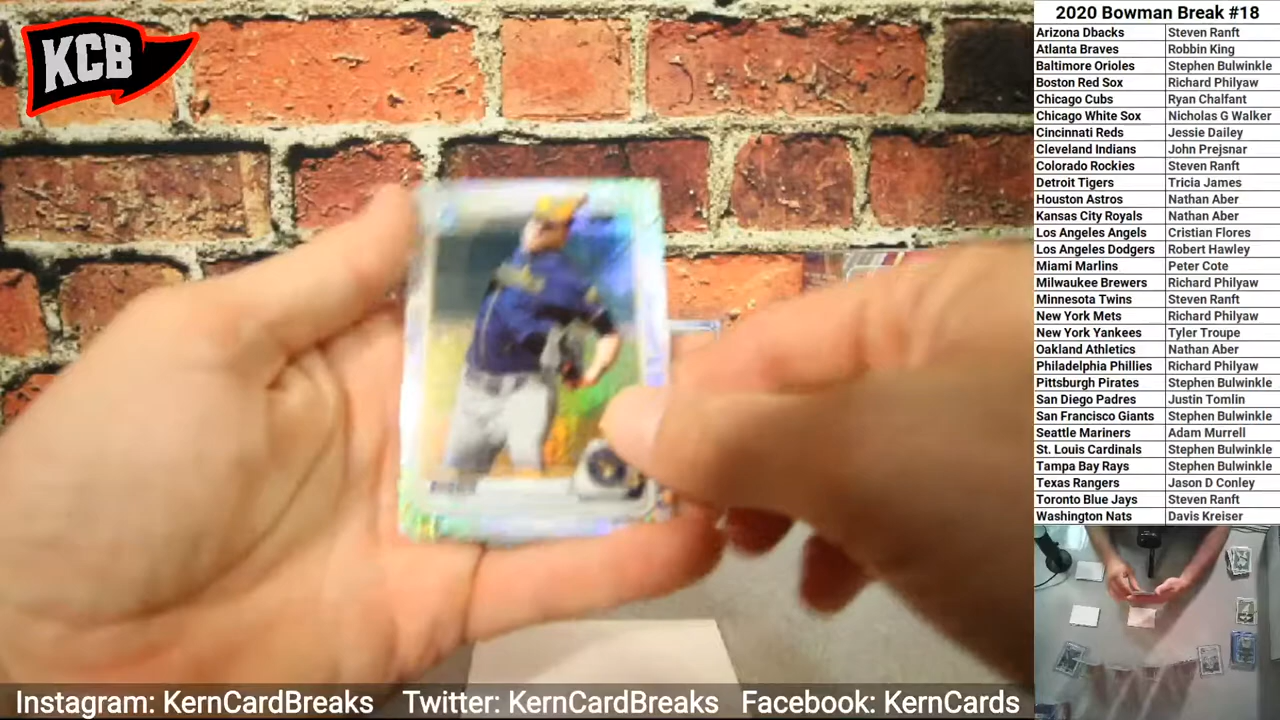 KCB
2020 Bowman Break #18
Arizona Dbacks Steven Ranft
Atlanta Braves Robbin King
Baltimore Orioles Stephen Bulwinkle
Boston Red Sox Richard Philyaw
Chicago Cubs Ryan Chalfant
Chicago White Sox Nicholas G Walker
Cincinnati Reds Jessie Dailey
Cleveland Indians John Prejsnar
Colorado Rockies Steven Ranft
Detroit Tigers Tricia James
Houston Astros Nathan Aber
Kansas City Royals Nathan Aber
Los Angeles Angels Cristian Flores
Los Angeles Dodgers Robert Hawley
Miami Marlins Peter Cote
Milwaukee Brewers Richard Philyaw
Minnesota Twins Steven Ranft
New York Mets Richard Philyaw
New York Yankees Tyler Troupe
Oakland Athletics Nathan Aber
Philadelphia Phillies Richard Philyaw
Pittsburgh Pirates Stephen Bulwinkle
San Diego Padres Justin Tomlin
San Francisco Giants Stephen Bulwinkle
Seattle Mariners Adam Murrell
St. Louis Cardinals Stephen Bulwinkle
Tampa Bay Rays Stephen Bulwinkle
Texas Rangers Jason D Conley
Toronto Blue Jays Steven Ranft
Washington Nats Davis Kreiser
Instagram: KernCardBreaks Twitter: KernCardBreaks Facebook: KernCards